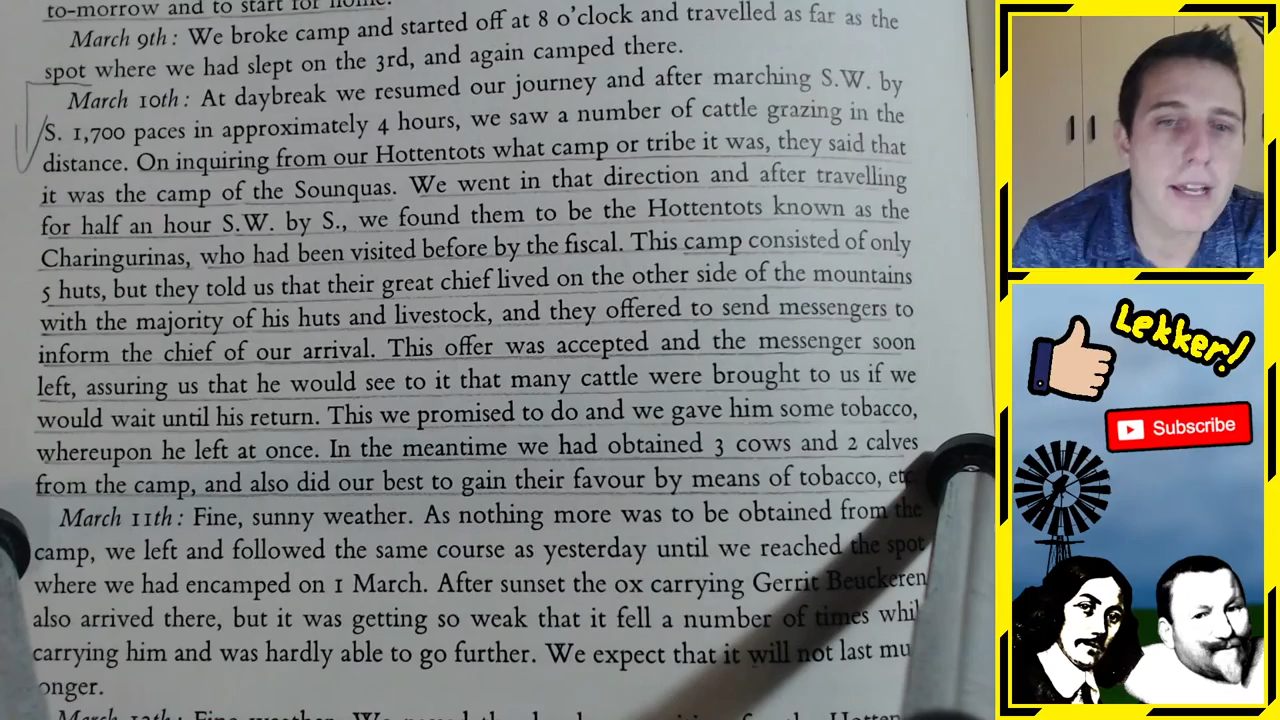 to-morrow and to start for home.
March 9th: We broke camp and started off at 8 o'clock and travelled as far as the
spot where we had slept on the 3rd, and again camped there.
March 10th: At daybreak we resumed our journey and after marching S.W. by
S. 1,700 paces in approximately 4 hours, we saw a number of cattle grazing in the
distance. On inquiring from our Hottentots what camp or tribe it was, they said that
it was the camp of the Sounquas. We went in that direction and after travelling
for half an hour S.W. by S., we found them to be the Hottentots known as the
Charingurinas, who had been visited before by the fiscal. This camp consisted of only
5 huts, but they told us that their great chief lived on the other side of the mountains
with the majority of his huts and livestock, and they offered to send messengers to
inform the chief of our arrival. This offer was accepted and the messenger soon
left, assuring us that he would see to it that many cattle were brought to us if we
would wait until his return. This we promised to do and we gave him some tobacco,
whereupon he left at once. In the meantime we had obtained 3 cows and 2 calves
from the camp, and also did our best to gain their favour by means of tobacco, etc
March 11th: Fine, sunny weather. As nothing more was to be obtained from the
camp, we left and followed the same course as yesterday until we reached the spot
where we had encamped on 1 March. After sunset the ox carrying Gerrit Beuckeren
also arrived there, but it was getting so weak that it fell a number of times whil
carrying him and was hardly able to go further. We expect that it will not last mu
onger.
Lekker!
Subscribe